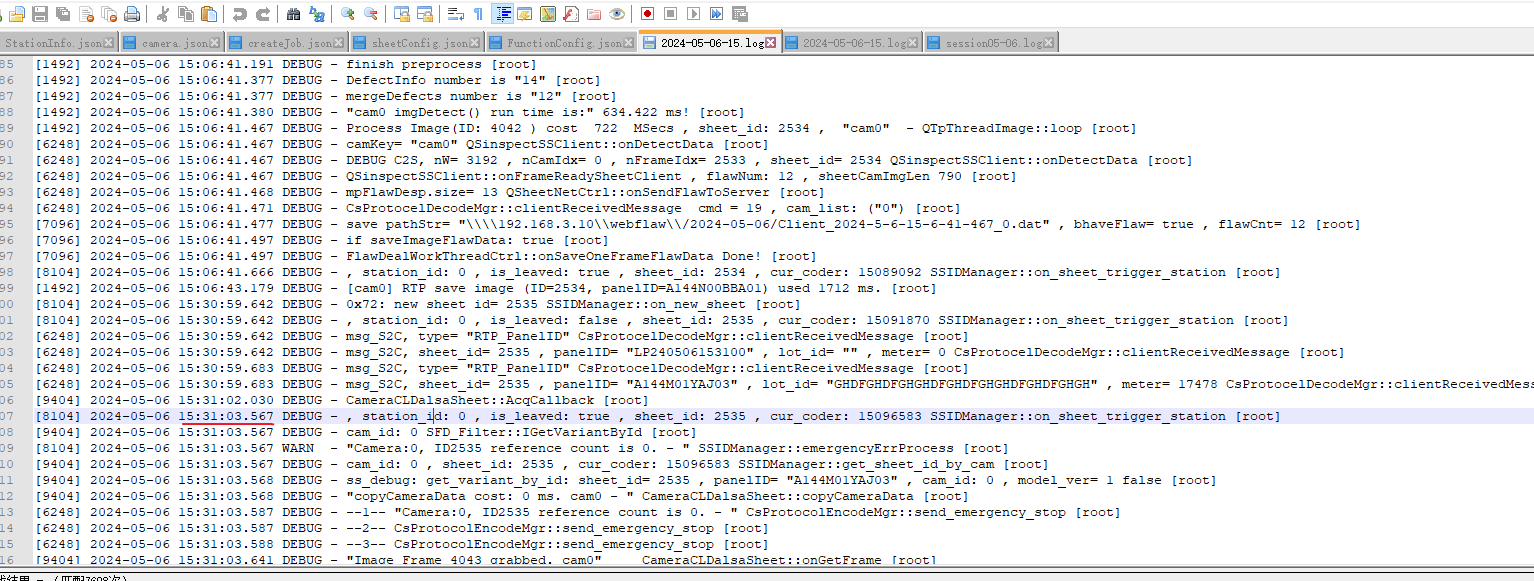 StationInfo.json camera.json createJob.json sheetConfig.json FunctionConfig.json 2024-05-06-15.log 2024-05-06-15.log session05-06.log
85 [1492] 2024-05-06 15:06:41.191 DEBUG - finish preprocess [root]
86 [1492] 2024-05-06 15:06:41.377 DEBUG - DefectInfo number is "14" [root]
87 [1492] 2024-05-06 15:06:41.377 DEBUG - mergeDefects number is "12" [root]
88 [1492] 2024-05-06 15:06:41.380 DEBUG - "cam0 imgDetect() run time is:" 634.422 ms! [root]
89 [1492] 2024-05-06 15:06:41.467 DEBUG - Process Image(ID: 4042 ) cost  722  MSecs , sheet_id: 2534 ,  "cam0"  - QTpThreadImage::loop [root]
90 [6248] 2024-05-06 15:06:41.467 DEBUG - camKey= "cam0" QSinspectSSClient::onDetectData [root]
91 [6248] 2024-05-06 15:06:41.467 DEBUG - DEBUG C2S, nW= 3192 , nCamIdx= 0 , nFrameIdx= 2533 , sheet_id= 2534 QSinspectSSClient::onDetectData [root]
92 [6248] 2024-05-06 15:06:41.467 DEBUG - QSinspectSSClient::onFrameReadySheetClient , flawNum: 12 , sheetCamImgLen 790 [root]
93 [6248] 2024-05-06 15:06:41.468 DEBUG - mpFlawDesp.size= 13 QSheetNetCtrl::onSendFlawToServer [root]
94 [6248] 2024-05-06 15:06:41.471 DEBUG - CsProtocelDecodeMgr::clientReceivedMessage  cmd = 19 , cam_list: ("0") [root]
95 [7096] 2024-05-06 15:06:41.477 DEBUG - save pathStr= "\\\\192.168.3.10\\webflaw\\/2024-05-06/Client_2024-5-6-15-6-41-467_0.dat" , bhaveFlaw= true , flawCnt= 12 [root]
96 [7096] 2024-05-06 15:06:41.497 DEBUG - if saveImageFlawData: true [root]
97 [7096] 2024-05-06 15:06:41.497 DEBUG - FlawDealWorkThreadCtrl::onSaveOneFrameFlawData Done! [root]
98 [8104] 2024-05-06 15:06:41.666 DEBUG - , station_id: 0 , is_leaved: true , sheet_id: 2534 , cur_coder: 15089092 SSIDManager::on_sheet_trigger_station [root]
99 [1492] 2024-05-06 15:06:43.179 DEBUG - [cam0] RTP save image (ID=2534, panelID=A144N00BBA01) used 1712 ms. [root]
00 [8104] 2024-05-06 15:30:59.642 DEBUG - 0x72: new sheet id= 2535 SSIDManager::on_new_sheet [root]
01 [8104] 2024-05-06 15:30:59.642 DEBUG - , station_id: 0 , is_leaved: false , sheet_id: 2535 , cur_coder: 15091870 SSIDManager::on_sheet_trigger_station [root]
02 [6248] 2024-05-06 15:30:59.642 DEBUG - msg_S2C, type= "RTP_PanelID" CsProtocelDecodeMgr::clientReceivedMessage [root]
03 [6248] 2024-05-06 15:30:59.642 DEBUG - msg_S2C, sheet_id= 2535 , panelID= "LP240506153100" , lot_id= "" , meter= 0 CsProtocelDecodeMgr::clientReceivedMessage [root]
04 [6248] 2024-05-06 15:30:59.683 DEBUG - msg_S2C, type= "RTP_PanelID" CsProtocelDecodeMgr::clientReceivedMessage [root]
05 [6248] 2024-05-06 15:30:59.683 DEBUG - msg_S2C, sheet_id= 2535 , panelID= "A144M01YAJ03" , lot_id= "GHDFGHDFGHGHDFGHDFGHGHDFGHDFGHGH" , meter= 17478 CsProtocelDecodeMgr::clientReceivedMessage [root]
06 [9404] 2024-05-06 15:31:02.030 DEBUG - CameraCLDalsaSheet::AcqCallback [root]
07 [8104] 2024-05-06 15:31:03.567 DEBUG - , station_id: 0 , is_leaved: true , sheet_id: 2535 , cur_coder: 15096583 SSIDManager::on_sheet_trigger_station [root]
08 [9404] 2024-05-06 15:31:03.567 DEBUG - cam_id: 0 SFD_Filter::IGetVariantById [root]
09 [8104] 2024-05-06 15:31:03.567 WARN  - "Camera:0, ID2535 reference count is 0. - " SSIDManager::emergencyErrProcess [root]
10 [9404] 2024-05-06 15:31:03.567 DEBUG - cam_id: 0 , sheet_id: 2535 , cur_coder: 15096583 SSIDManager::get_sheet_id_by_cam [root]
11 [9404] 2024-05-06 15:31:03.568 DEBUG - ss_debug: get_variant_by_id: sheet_id= 2535 , panelID= "A144M01YAJ03" , cam_id: 0 , model_ver= 1 false [root]
12 [9404] 2024-05-06 15:31:03.568 DEBUG - "copyCameraData cost: 0 ms. cam0 - " CameraCLDalsaSheet::copyCameraData [root]
13 [6248] 2024-05-06 15:31:03.587 DEBUG - --1-- "Camera:0, ID2535 reference count is 0. - " CsProtocolEncodeMgr::send_emergency_stop [root]
14 [6248] 2024-05-06 15:31:03.587 DEBUG - --2-- CsProtocolEncodeMgr::send_emergency_stop [root]
15 [6248] 2024-05-06 15:31:03.588 DEBUG - --3-- CsProtocolEncodeMgr::send_emergency_stop [root]
16 [9404] 2024-05-06 15:31:03.641 DEBUG - "Image Frame 4043 grabbed. cam0"    CameraCLDalsaSheet::onGetFrame [root]